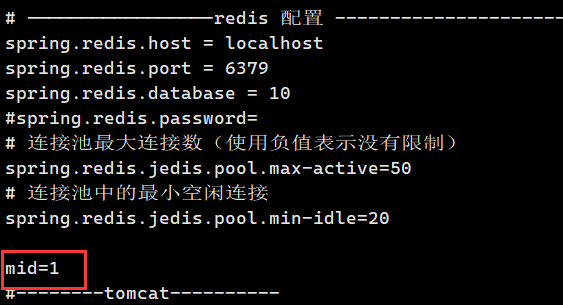 # —————————————————redis 配置 -----------------------
spring.redis.host = localhost
spring.redis.port = 6379
spring.redis.database = 10
#spring.redis.password=
# 连接池最大连接数（使用负值表示没有限制）
spring.redis.jedis.pool.max-active=50
# 连接池中的最小空闲连接
spring.redis.jedis.pool.min-idle=20
mid=1
#--------tomcat----------